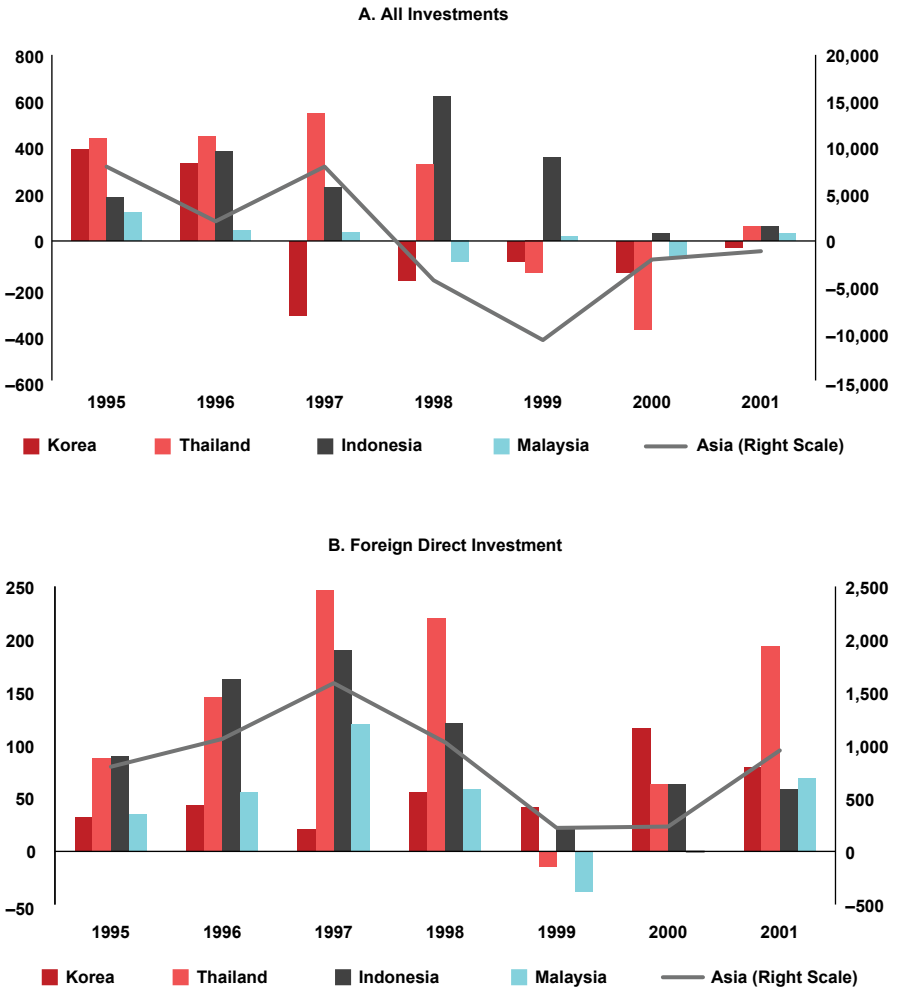 A. All Investments
800 20,000
600 15,000
400 10,000
200 5,000
0 0
–200 –5,000
–400 –10,000
–600 –15,000
1995 1996 1997 1998 1999 2000 2001
Korea Thailand Indonesia Malaysia Asia (Right Scale)
B. Foreign Direct Investment
250 2,500
200 2,000
150 1,500
100 1,000
50 500
0 0
–50 –500
1995 1996 1997 1998 1999 2000 2001
Korea Thailand Indonesia Malaysia Asia (Right Scale)